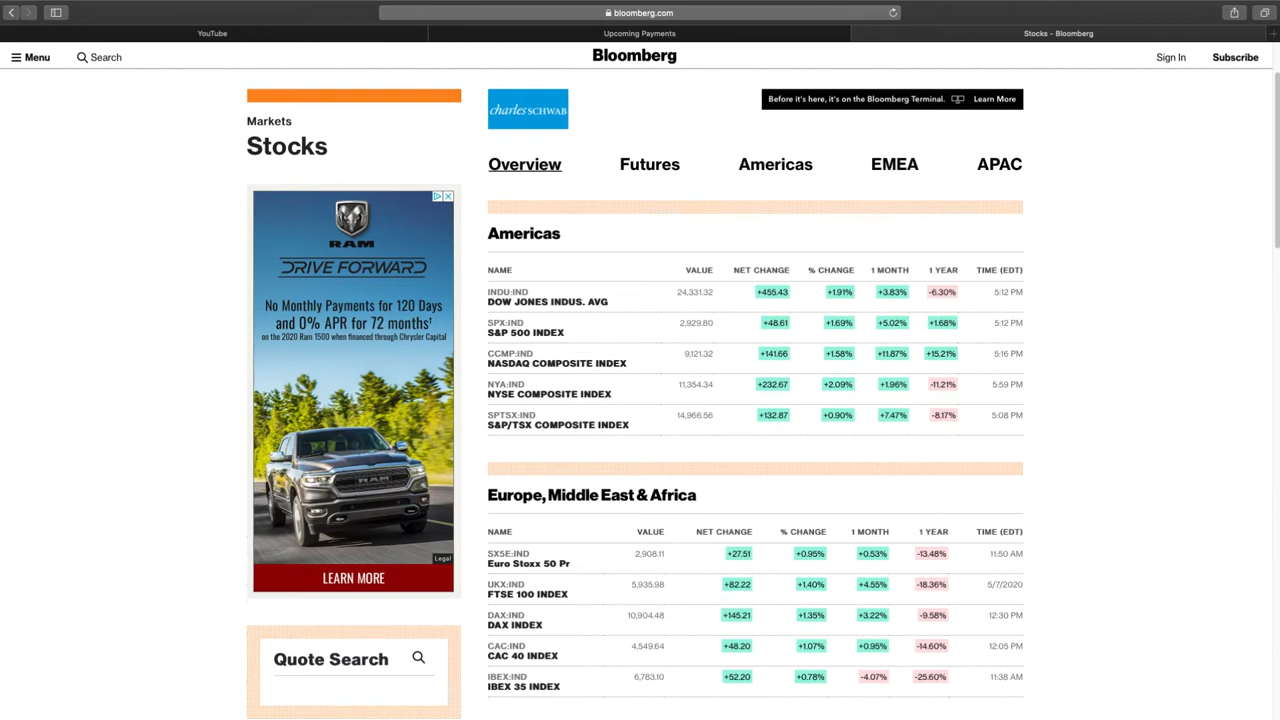 bloomberg.com
YouTube
Upcoming Payments
Stocks - Bloomberg
Menu
Search
Bloomberg
Sign In
Subscribe
Markets
Stocks
charles SCHWAB
Before it's here, it's on the Bloomberg Terminal. Learn More
Overview
Futures
Americas
EMEA
APAC
RAM
DRIVE FORWARD
No Monthly Payments for 120 Days
and 0% APR for 72 months¹
on the 2020 Ram 1500 when financed through Chrysler Capital
RAM
Legal
LEARN MORE
Quote Search
Americas
NAME VALUE NET CHANGE % CHANGE 1 MONTH 1 YEAR TIME (EDT)
INDU:IND 24,331.32 +455.43 +1.91% +3.83% -6.30% 5:12 PM
DOW JONES INDUS. AVG
SPX:IND 2,929.80 +48.61 +1.69% +5.02% +1.68% 5:12 PM
S&P 500 INDEX
CCMP:IND 9,121.32 +141.66 +1.58% +11.87% +15.21% 5:16 PM
NASDAQ COMPOSITE INDEX
NYA:IND 11,354.34 +232.67 +2.09% +1.96% -11.21% 5:59 PM
NYSE COMPOSITE INDEX
SPTSX:IND 14,966.56 +132.87 +0.90% +7.47% -8.17% 5:08 PM
S&P/TSX COMPOSITE INDEX
Europe, Middle East & Africa
NAME VALUE NET CHANGE % CHANGE 1 MONTH 1 YEAR TIME (EDT)
SX5E:IND 2,908.11 +27.51 +0.95% +0.53% -13.48% 11:50 AM
Euro Stoxx 50 Pr
UKX:IND 5,935.98 +82.22 +1.40% +4.55% -18.36% 5/7/2020
FTSE 100 INDEX
DAX:IND 10,904.48 +145.21 +1.35% +3.22% -9.58% 12:30 PM
DAX INDEX
CAC:IND 4,549.64 +48.20 +1.07% +0.95% -14.60% 12:05 PM
CAC 40 INDEX
IBEX:IND 6,783.10 +52.20 +0.78% -4.07% -25.60% 11:38 AM
IBEX 35 INDEX